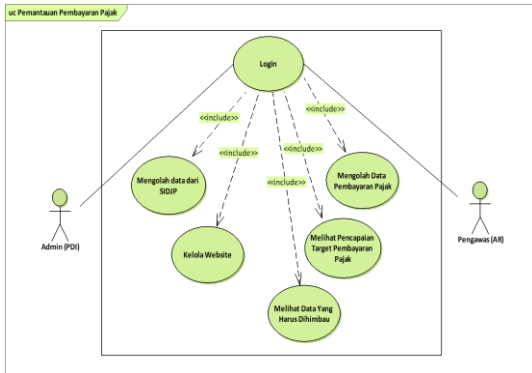 uc Pemantauan Pembayaran Pajak
Login
<<include>>
<<include>>
<<include>>
<<include>>
<<include>>
Mengolah data dari
SIDJP
Mengolah Data
Pembayaran Pajak
Kelola Website
Melihat Pencapaian
Target Pembayaran
Pajak
Melihat Data Yang
Harus Dihimbau
Admin (PDI)
Pengawas (AR)